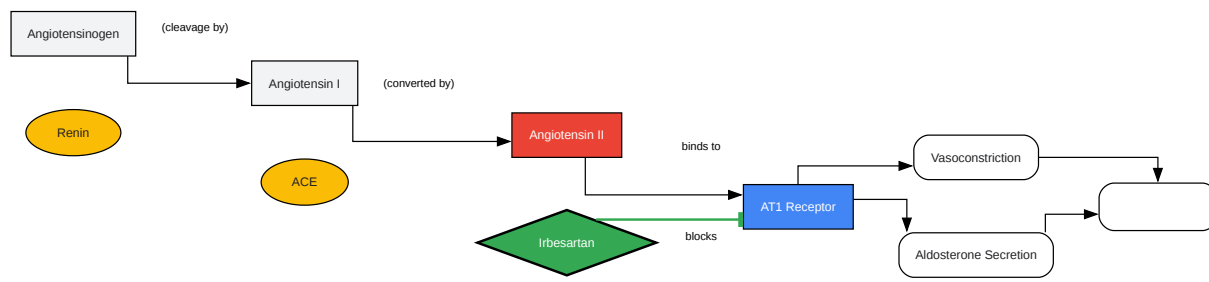 Angiotensinogen
(cleavage by)
Angiotensin I
(converted by)
Renin
ACE
Angiotensin II
binds to
AT1 Receptor
Irbesartan
blocks
Vasoconstriction
Aldosterone Secretion